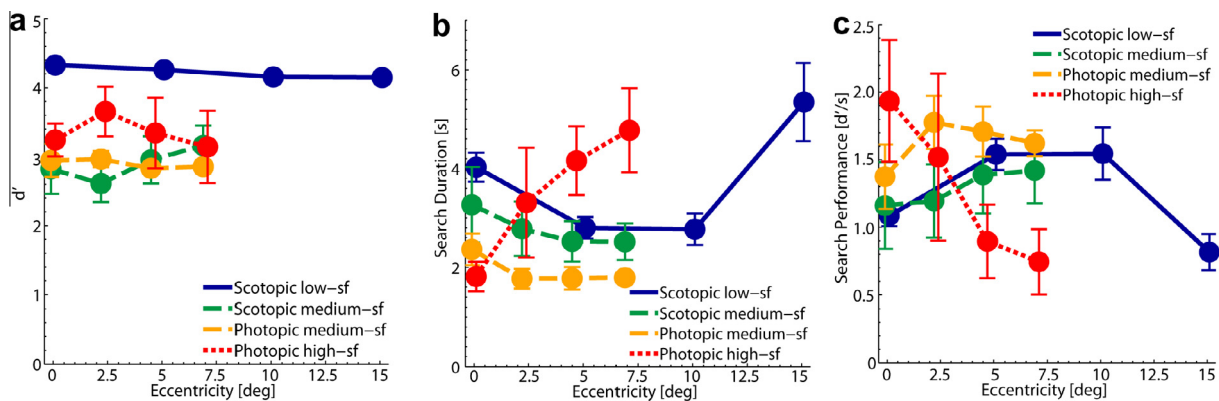 a
5
4
3
2
1
0
d'
0 2.5 5 7.5 10 12.5 15
Eccentricity [deg]
Scotopic low-sf
Scotopic medium-sf
Photopic medium-sf
Photopic high-sf
b
6
4
2
0
Search Duration [s]
0 2.5 5 7.5 10 12.5 15
Eccentricity [deg]
Scotopic low-sf
Scotopic medium-sf
Photopic medium-sf
Photopic high-sf
c
2.5
2.0
1.5
1.0
0.5
0
Search Performance [d'/s]
0 2.5 5 7.5 10 12.5 15
Eccentricity [deg]
Scotopic low-sf
Scotopic medium-sf
Photopic medium-sf
Photopic high-sf